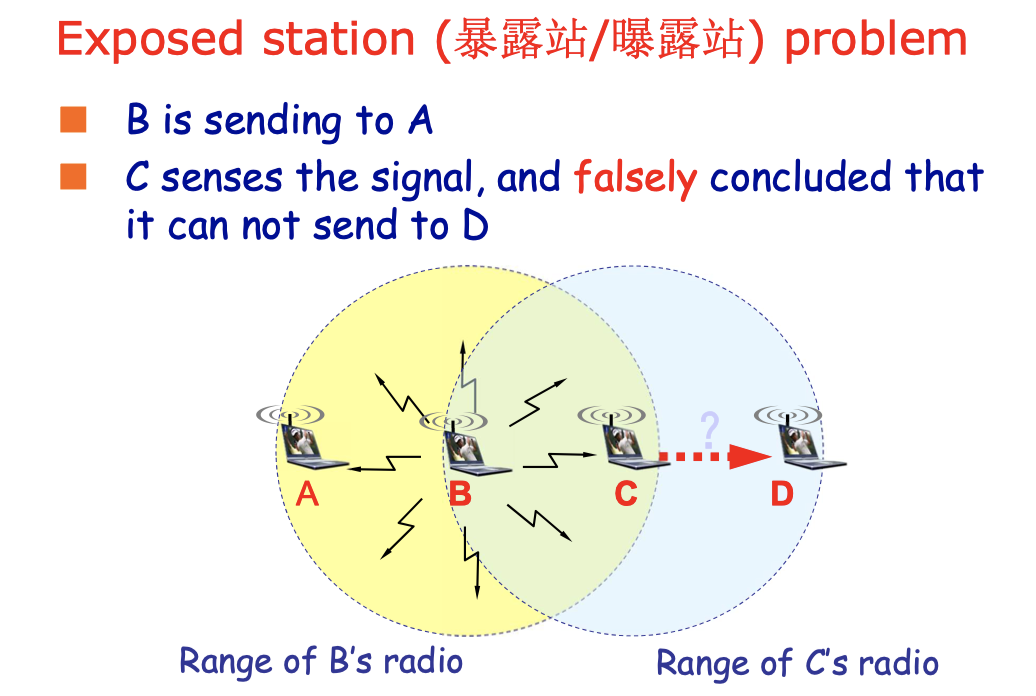 Exposed station (暴露站/曝露站) problem
B is sending to A
C senses the signal, and falsely concluded that
it can not send to D
?
A
B
C
D
Range of B's radio
Range of C's radio